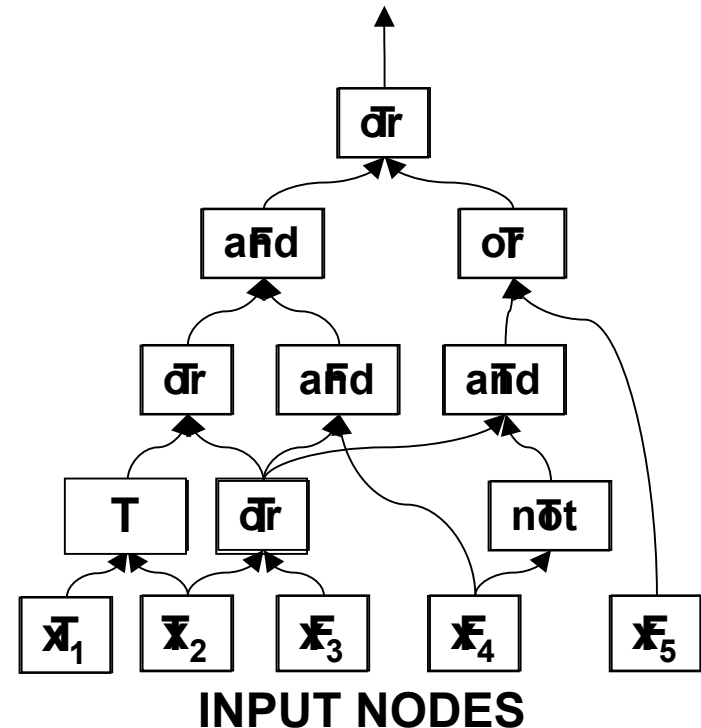 or T
and F or T
or T and F and T
T or T not T
x₁ T x₂ T x₃ F x₄ F x₅ F
INPUT NODES